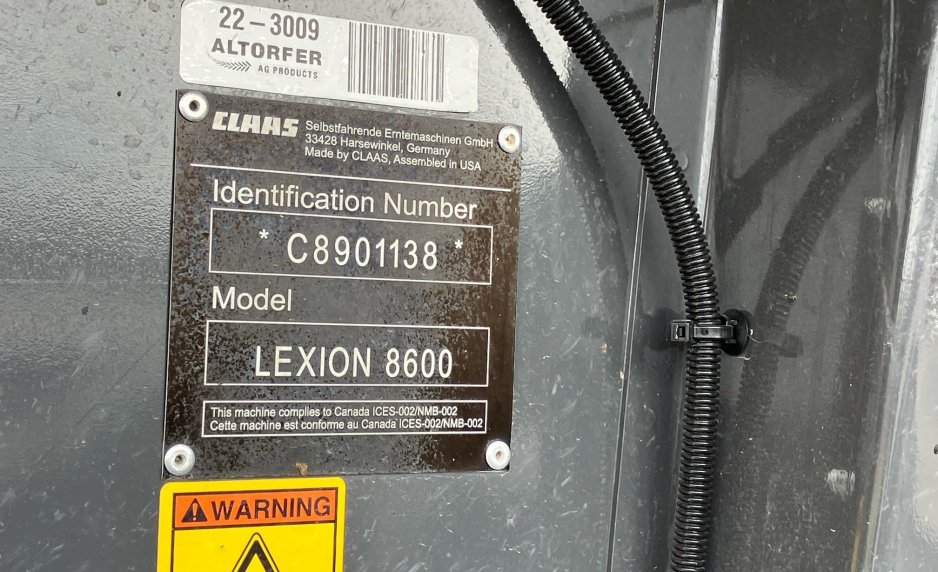 22-3009
ALTORFER
AG PRODUCTS
CLAAS
Selbstfahrende Erntemaschinen GmbH
33428 Harsewinkel, Germany
Made by CLAAS, Assembled in USA
Identification Number
* C8901138 *
Model
LEXION 8600
This machine complies to Canada ICES-002/NMB-002
Cette machine est conforme au Canada ICES-002/NMB-002
WARNING